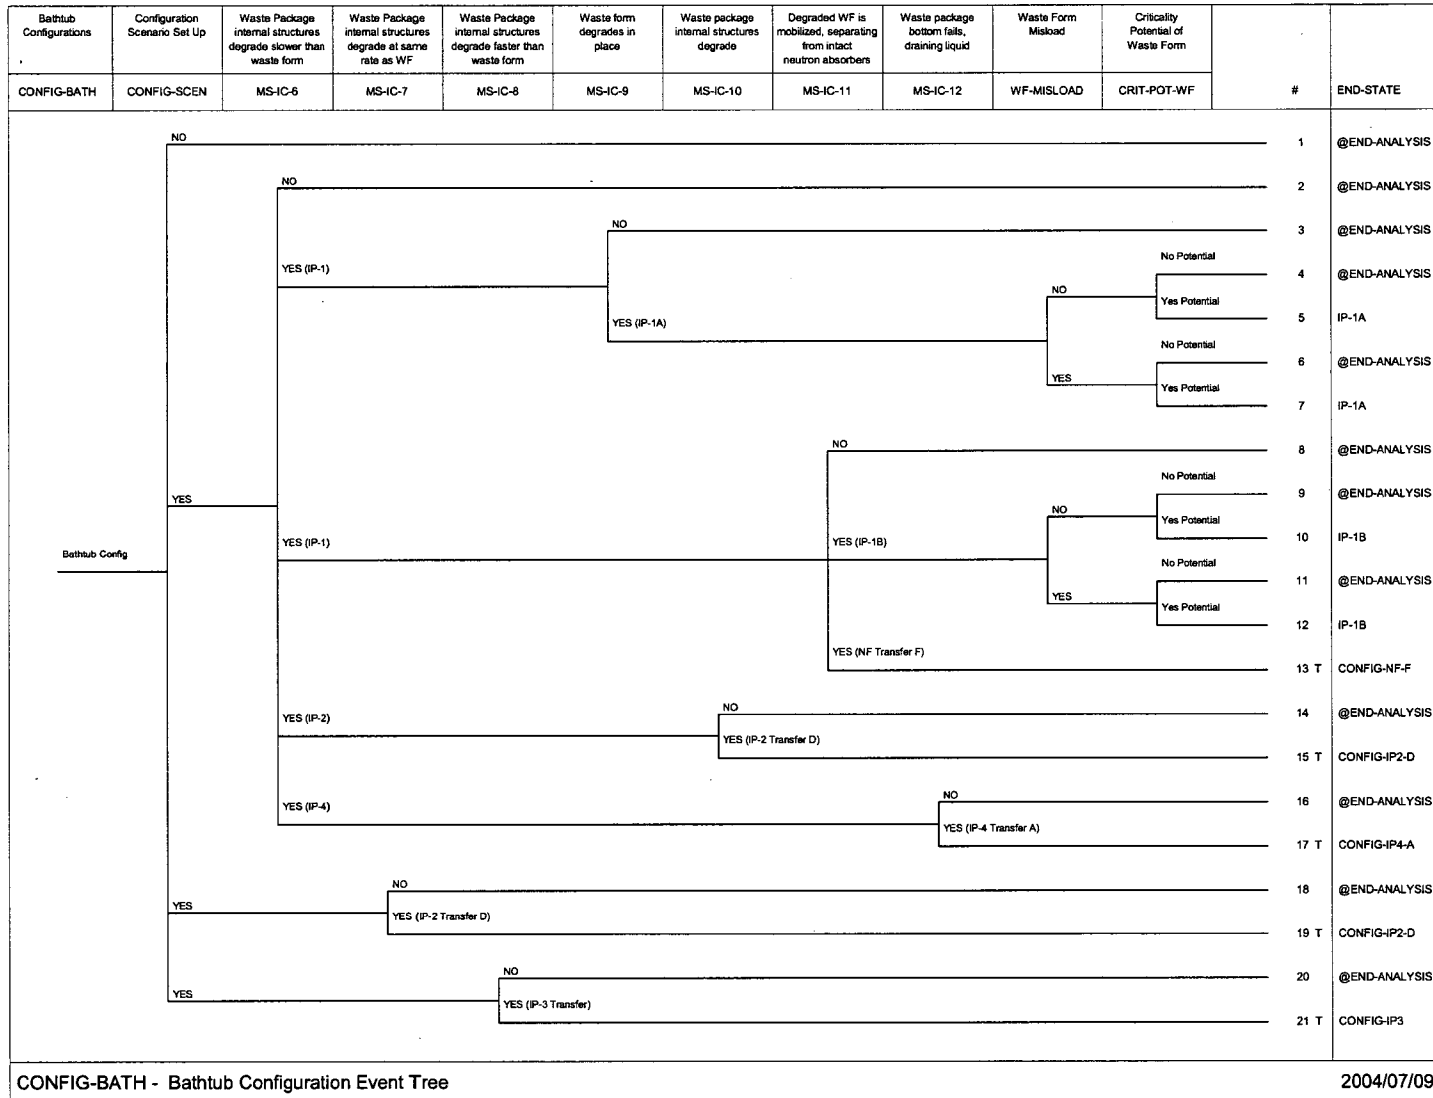 Bathtub
Configurations
Configuration
Scenario Set Up
Waste Package
internal structures
degrade slower than
waste form
Waste Package
internal structures
degrade at same
rate as WF
Waste Package
internal structures
degrade faster than
waste form
Waste form
degrades in
place
Waste package
internal structures
degrade
Degraded WF is
mobilized, separating
from intact
neutron absorbers
Waste package
bottom fails,
draining liquid
Waste Form
Misload
Criticality
Potential of
Waste Form
CONFIG-BATH
CONFIG-SCEN
MS-IC-6
MS-IC-7
MS-IC-8
MS-IC-9
MS-IC-10
MS-IC-11
MS-IC-12
WF-MISLOAD
CRIT-POT-WF
#
END-STATE
NO
1 @END-ANALYSIS
NO
2 @END-ANALYSIS
NO
3 @END-ANALYSIS
YES (IP-1)
No Potential
4 @END-ANALYSIS
NO
Yes Potential
5 IP-1A
YES (IP-1A)
No Potential
6 @END-ANALYSIS
YES
Yes Potential
7 IP-1A
NO
8 @END-ANALYSIS
No Potential
YES
9 @END-ANALYSIS
NO
Yes Potential
10 IP-1B
YES (IP-1)
YES (IP-1B)
Bathtub Config
No Potential
11 @END-ANALYSIS
YES
Yes Potential
12 IP-1B
YES (NF Transfer F)
13 T CONFIG-NF-F
NO
14 @END-ANALYSIS
YES (IP-2)
YES (IP-2 Transfer D)
15 T CONFIG-IP2-D
NO
16 @END-ANALYSIS
YES (IP-4)
YES (IP-4 Transfer A)
17 T CONFIG-IP4-A
NO
18 @END-ANALYSIS
YES
YES (IP-2 Transfer D)
19 T CONFIG-IP2-D
NO
20 @END-ANALYSIS
YES
YES (IP-3 Transfer)
21 T CONFIG-IP3
CONFIG-BATH - Bathtub Configuration Event Tree
2004/07/09